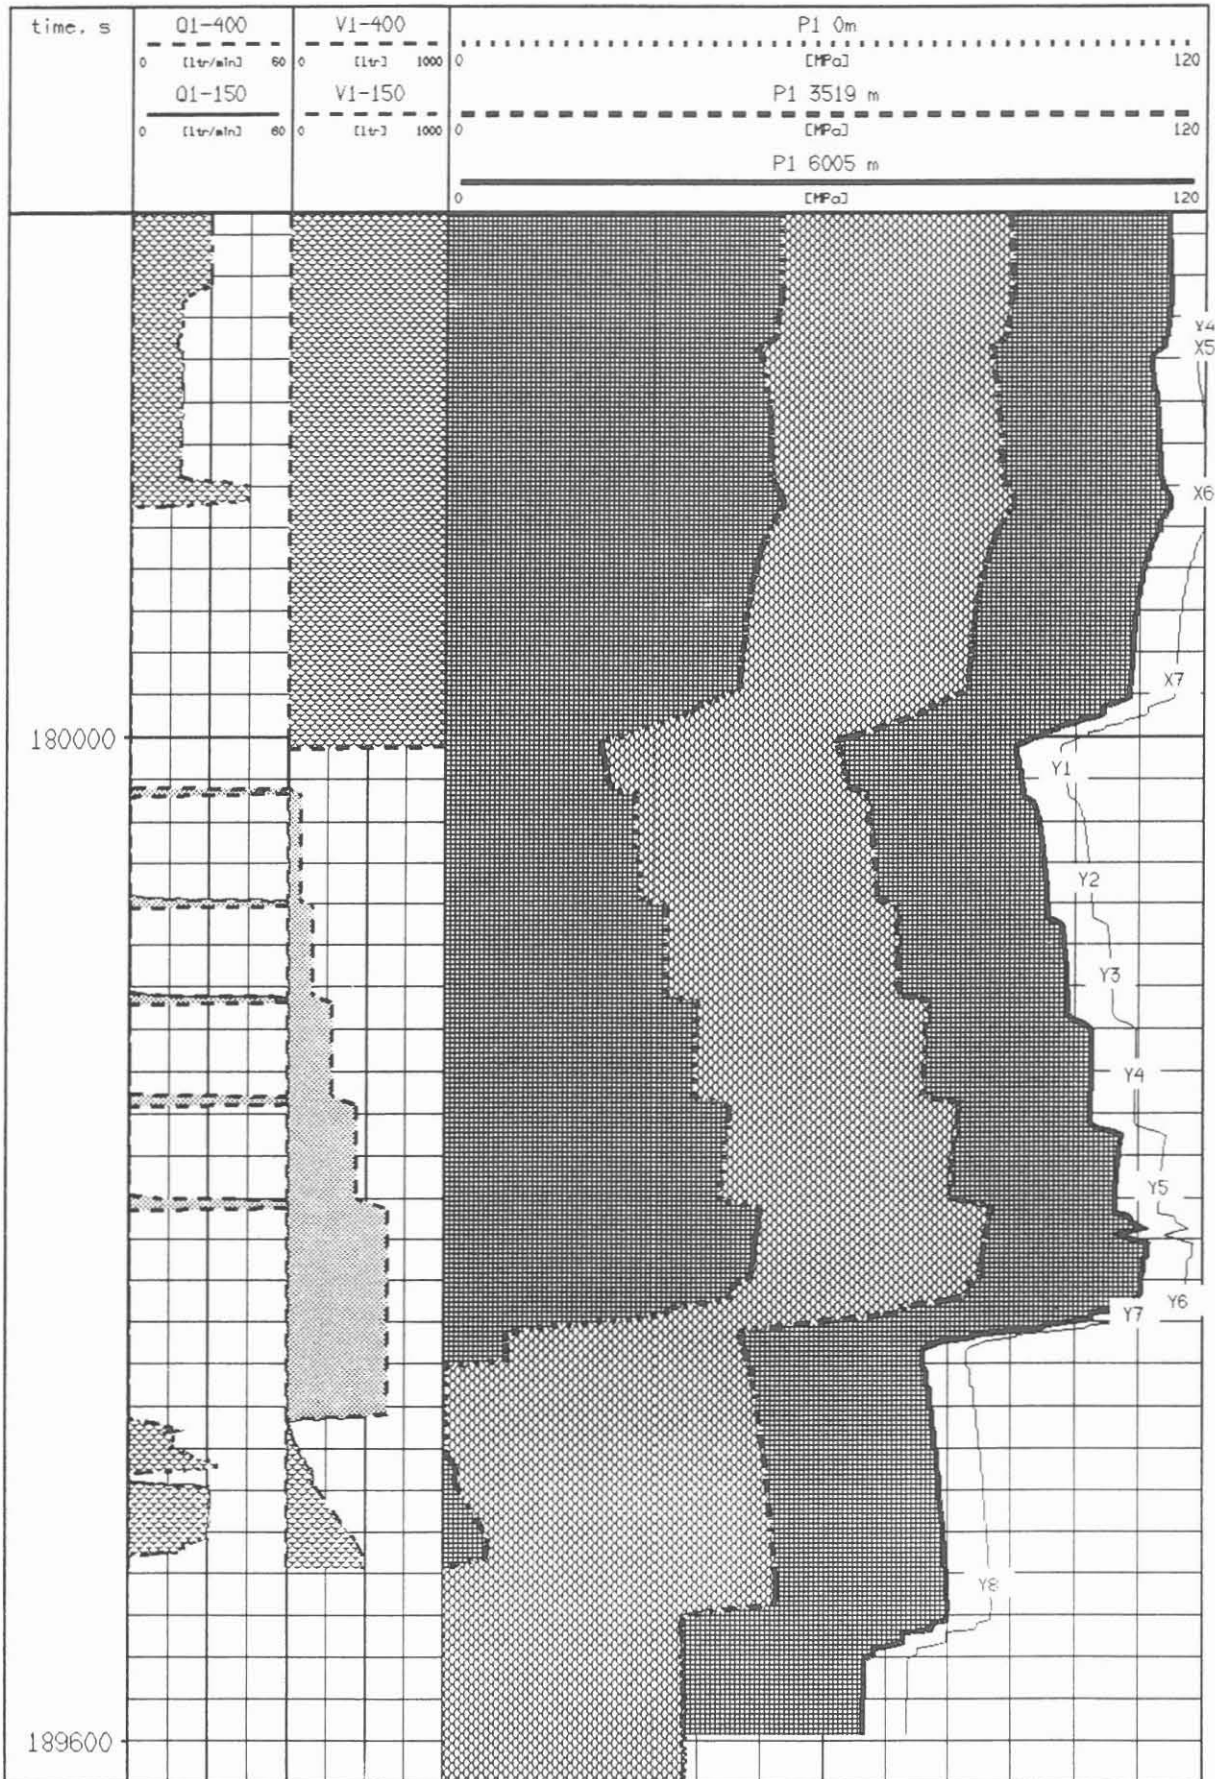 time, s
Q1-400
V1-400
P1 0m
0 [ltr/min] 60
0 [ltr] 1000
0 [MPa] 120
Q1-150
V1-150
P1 3519 m
0 [ltr/min] 60
0 [ltr] 1000
0 [MPa] 120
P1 6005 m
0 [MPa] 120
Y4
X5
X6
X7
180000
Y1
Y2
Y3
Y4
Y5
Y6
Y7
Y8
189600